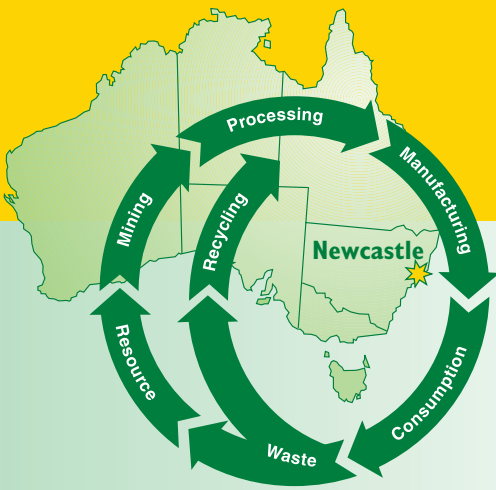 Processing
Manufacturing
Mining
Recycling
Newcastle
Resource
Consumption
Waste